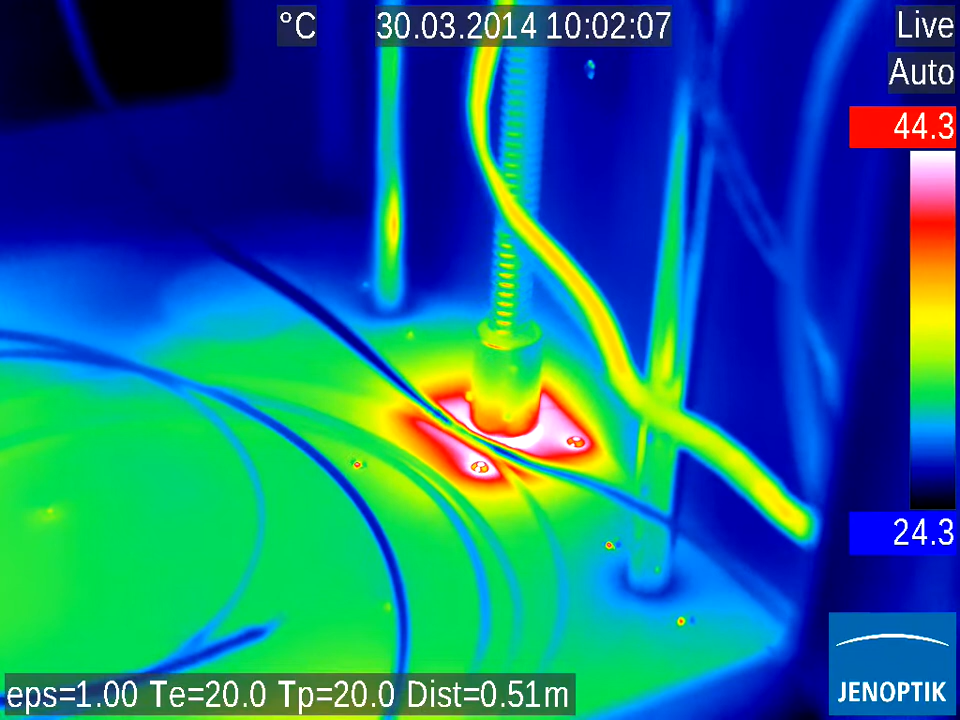 °C 30.03.2014 10:02:07 Live
Auto
44.3
24.3
eps=1.00 Te=20.0 Tp=20.0 Dist=0.51m
JENOPTIK